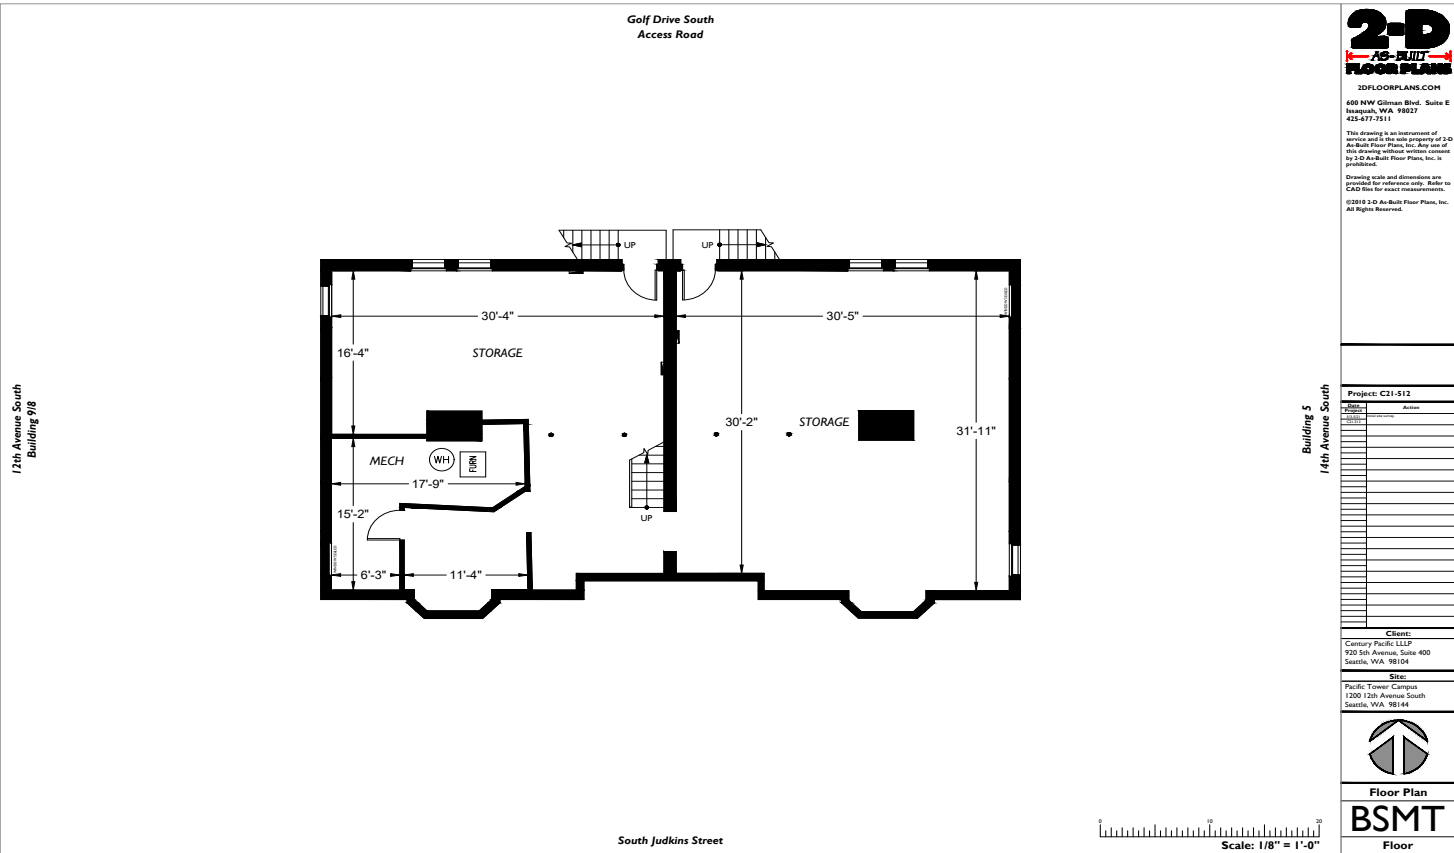 Golf Drive South
Access Road
UP
UP
30'-4"
30'-5"
16'-4"
STORAGE
30'-2"
STORAGE
31'-11"
MECH
WH
FURN
17'-9"
15'-2"
UP
6'-3"
11'-4"
12th Avenue South
Building 9/8
Building 5
14th Avenue South
South Judkins Street
0 10 20
Scale: 1/8" = 1'-0"
2-D
AS-BUILT
FLOOR PLANS
2DFLOORPLANS.COM
600 NW Gilman Blvd. Suite E
Issaquah, WA 98027
425-677-7511
This drawing is an instrument of
service and is the sole property of 2-D
As-Built Floor Plans, Inc. Any use of
this drawing without written consent
by 2-D As-Built Floor Plans, Inc. is
prohibited.
Drawing scale and dimensions are
provided for reference only. Refer to
CAD files for exact measurements.
©2010 2-D As-Built Floor Plans, Inc.
All Rights Reserved.
Project: C21-512
Date
Project
Action
C21-512
Client:
Century Pacific LLLP
920 5th Avenue, Suite 400
Seattle, WA 98104
Site:
Pacific Tower Campus
1200 12th Avenue South
Seattle, WA 98144
Floor Plan
BSMT
Floor